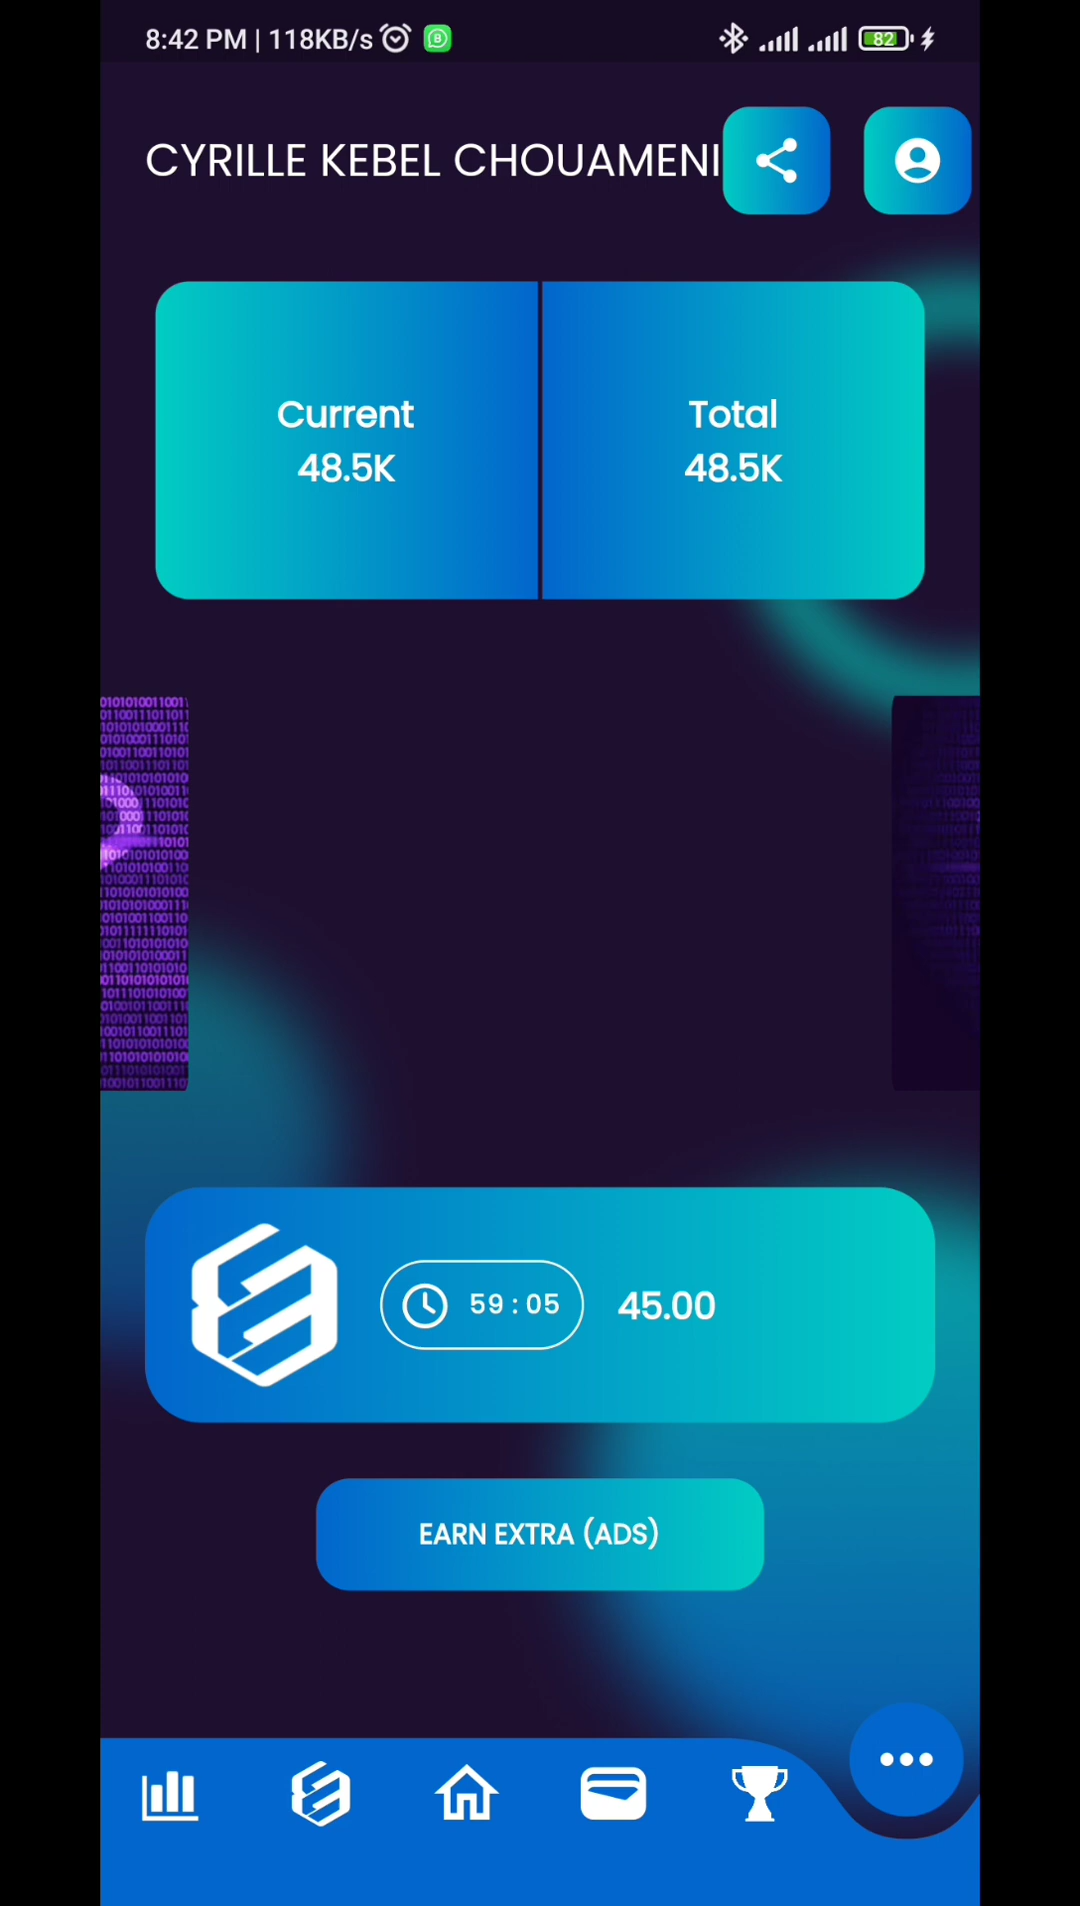 8:42 PM | 118KB/s
82
CYRILLE KEBEL CHOUAMENI
Current
48.5K
Total
48.5K
59 : 05
45.00
EARN EXTRA (ADS)